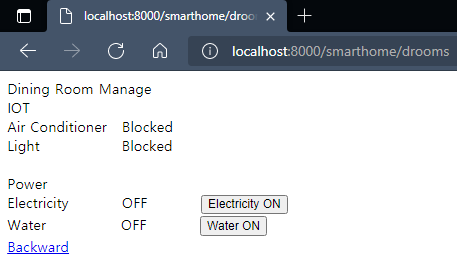 localhost:8000/smarthome/droom
localhost:8000/smarthome/drooms
Dining Room Manage
IOT
Air Conditioner Blocked
Light Blocked
Power
Electricity OFF Electricity ON
Water OFF Water ON
Backward